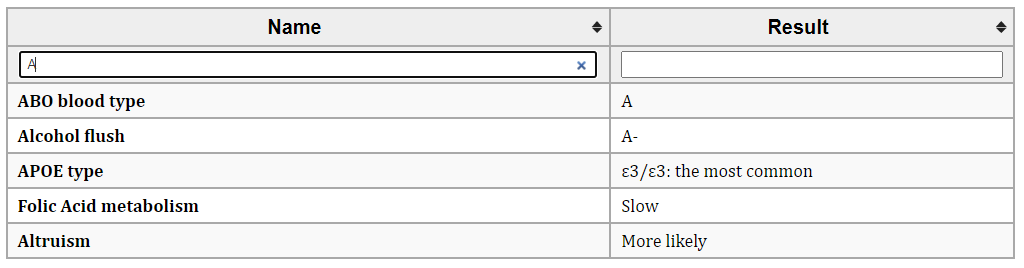 Name Result
A ×
ABO blood type A
Alcohol flush A-
APOE type ε3/ε3: the most common
Folic Acid metabolism Slow
Altruism More likely